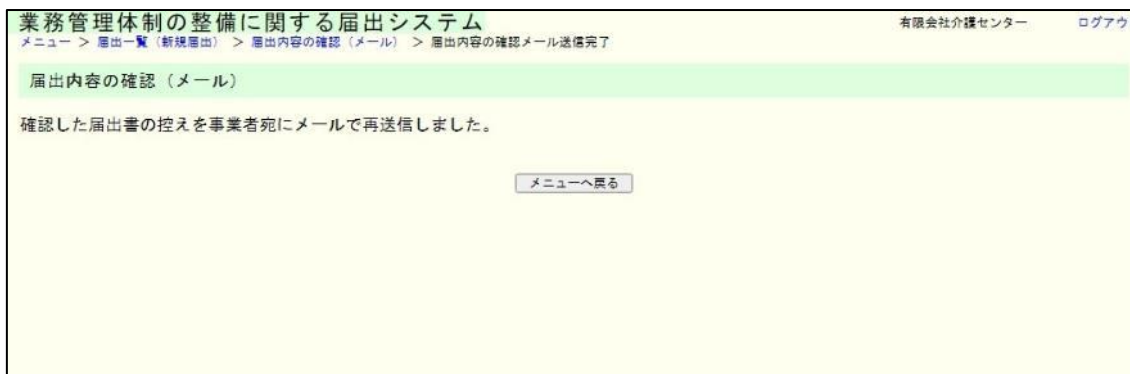 業務管理体制の整備に関する届出システム
有限会社介護センター ログアウ
メニュー ＞ 届出一覧（新規届出） ＞ 届出内容の確認（メール） ＞ 届出内容の確認メール送信完了
届出内容の確認（メール）
確認した届出書の控えを事業者宛にメールで再送信しました。
メニューへ戻る